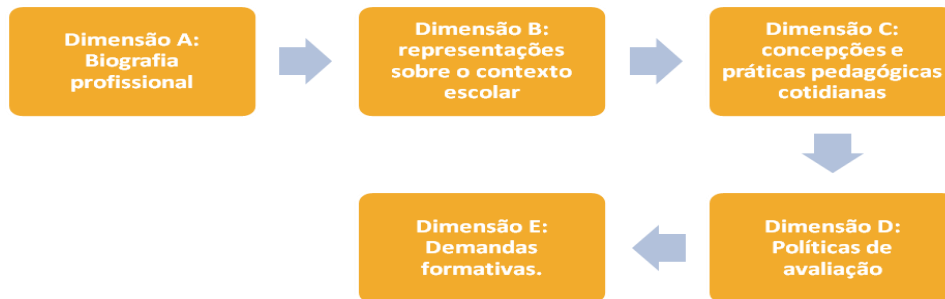 Dimensão A:
Biografia
profissional
Dimensão B:
representações
sobre o contexto
escolar
Dimensão C:
concepções e
práticas pedagógicas
cotidianas
Dimensão D:
Políticas de
avaliação
Dimensão E:
Demandas
formativas.